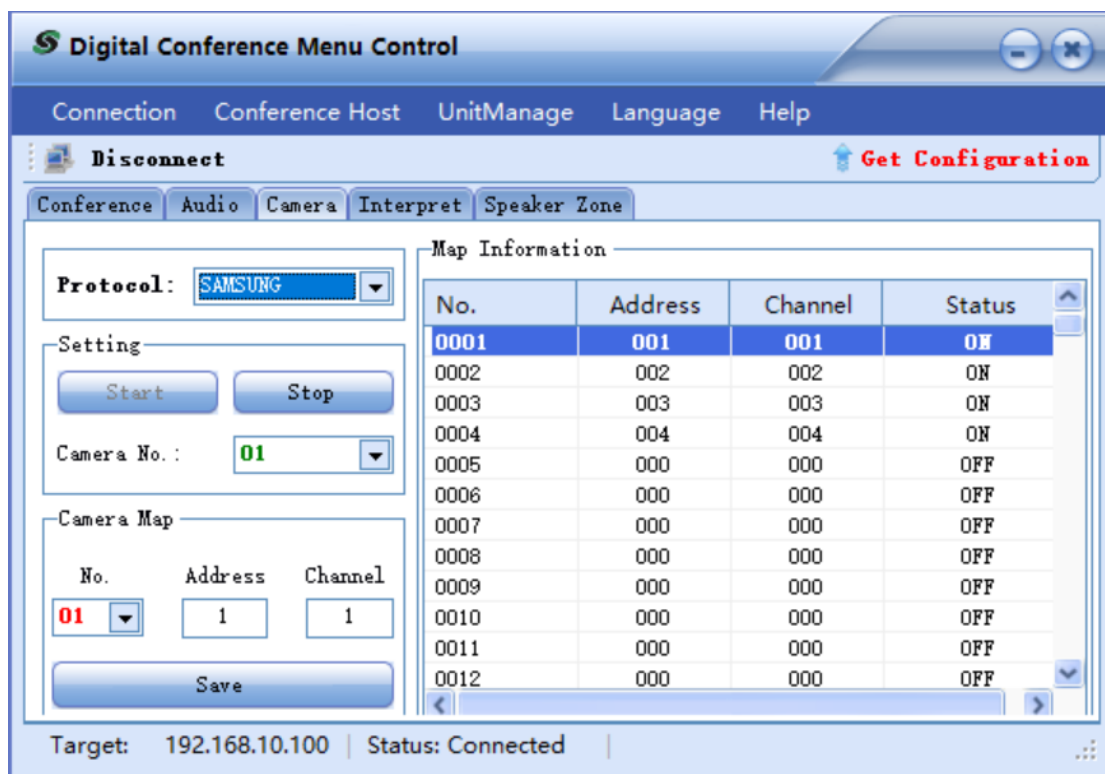 Digital Conference Menu Control
Connection Conference Host UnitManage Language Help
Disconnect Get Configuration
Conference Audio Camera Interpret Speaker Zone
Protocol: SAMSUNG
Setting
Start Stop
Camera No.: 01
Camera Map
No. Address Channel
01 1 1
Save
Map Information
No. Address Channel Status
0001 001 001 ON
0002 002 002 ON
0003 003 003 ON
0004 004 004 ON
0005 000 000 OFF
0006 000 000 OFF
0007 000 000 OFF
0008 000 000 OFF
0009 000 000 OFF
0010 000 000 OFF
0011 000 000 OFF
0012 000 000 OFF
Target: 192.168.10.100 Status: Connected